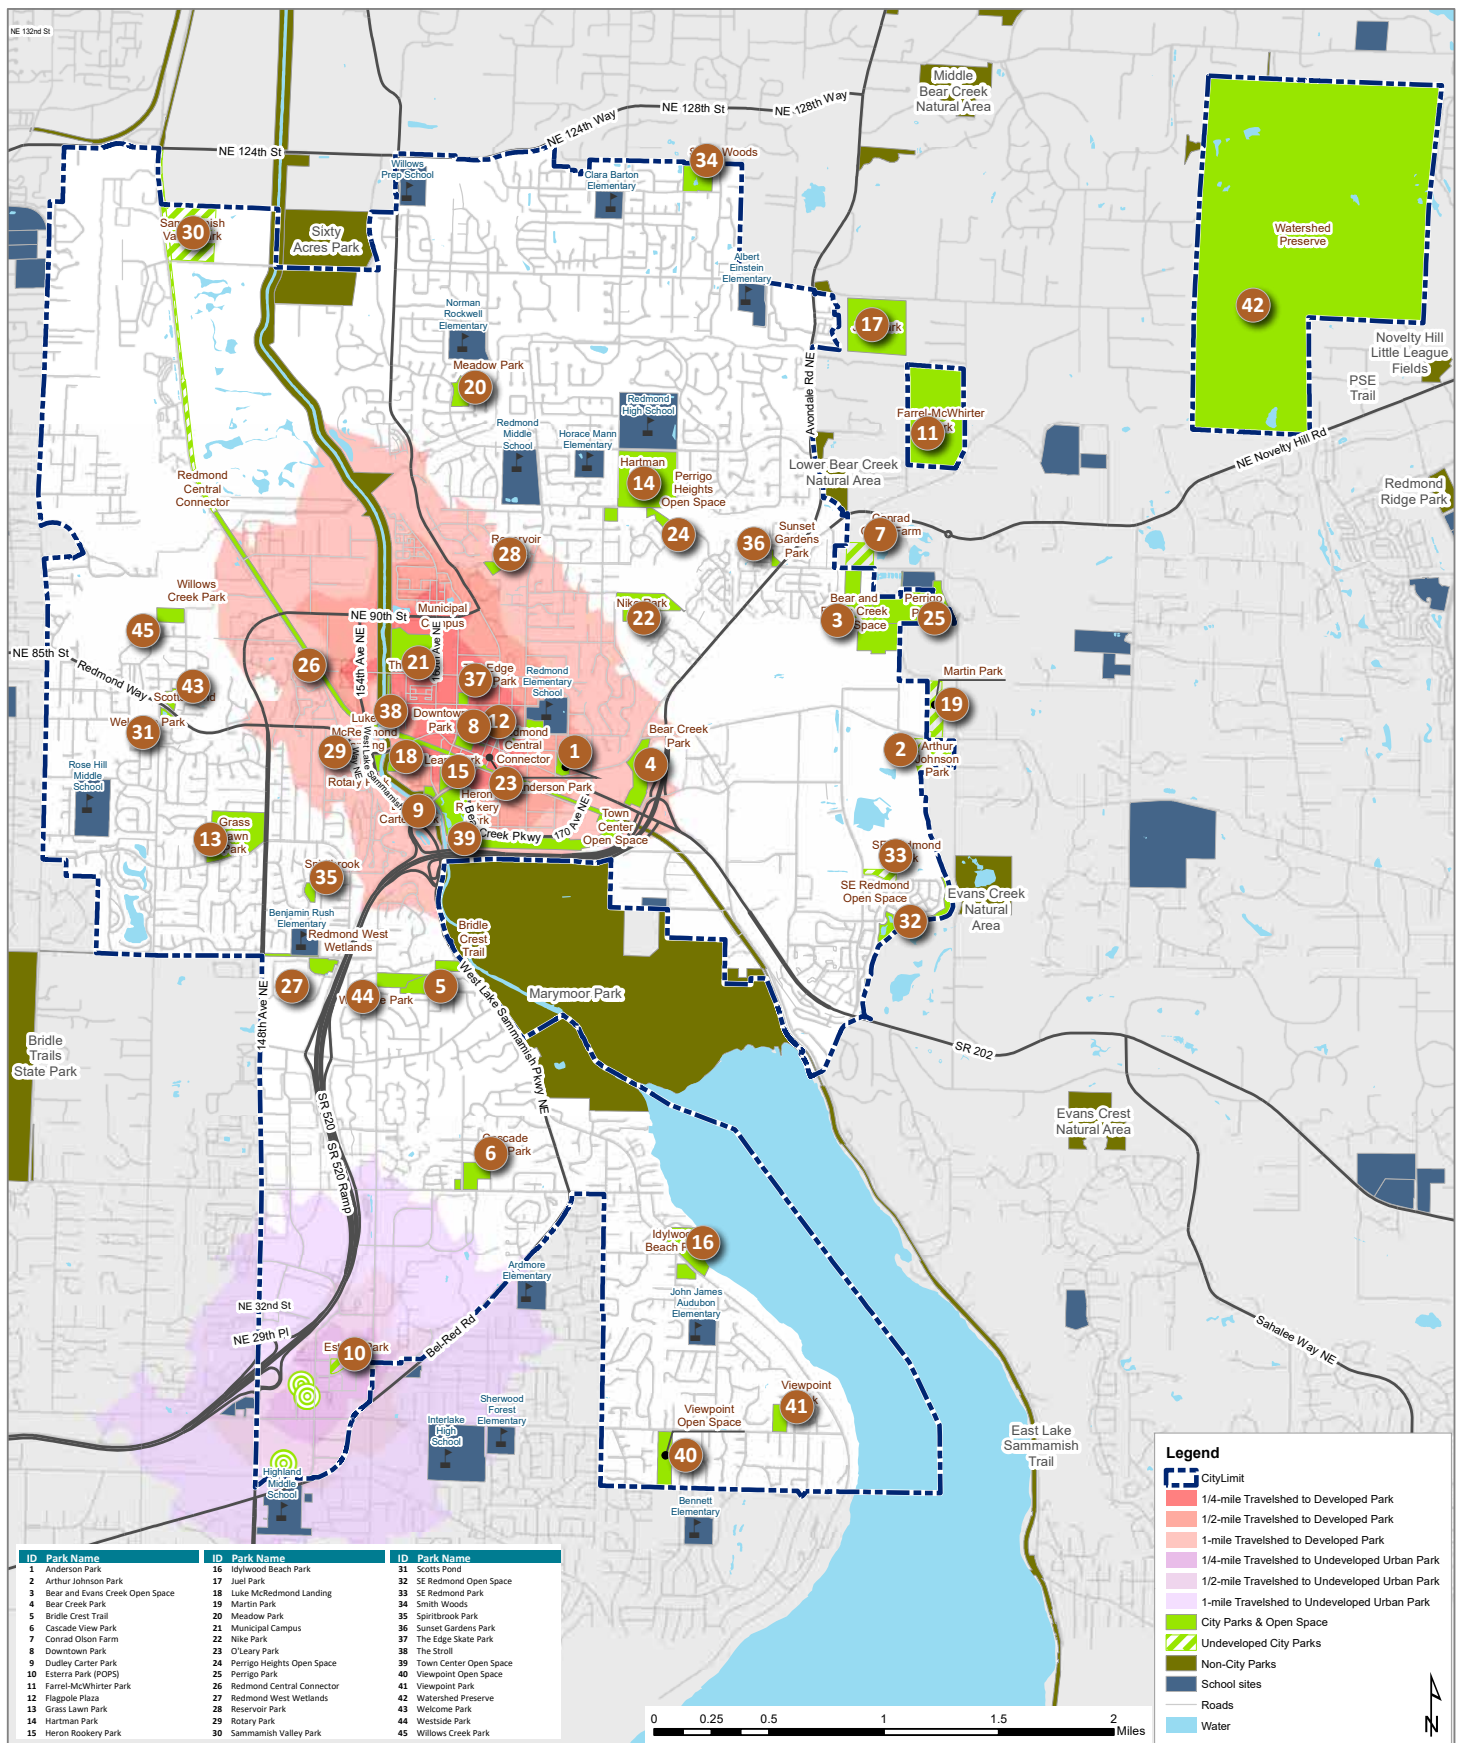 NE 132nd St
Middle
Bear Creek
Natural Area
NE 128th St
NE 128th Way
NE 124th Way
NE 124th St
Willows
Prep School
Clara Barton
Elementary
34
Woods
30
Sixty
Acres Park
Watershed
Preserve
Albert
Einstein
Elementary
42
17
Norman
Rockwell
Elementary
Novelty Hill
Little League
Fields
Meadow Park
20
PSE
Trail
Avondale Rd NE
Redmond
High School
Farrel-McWhirter
11
Redmond
Middle
School
Horace Mann
Elementary
NE Novelty Hill Rd
Hartman
14
Lower Bear Creek
Natural Area
Redmond
Central
Connector
Perrigo
Heights
Open Space
Redmond
Ridge Park
24
Sunset
Gardens
Park
36
7
28
Willows
Creek Park
45
NE 90th St
Municipal
22
Bear and
Creek
Space
3
Perrigo
25
NE 85th St
Redmond Way
154th Ave NE
26
21
Edge
37
Redmond
Elementary
School
Martin Park
19
43
38
31
Park
Downtown
Park
8
12
Central
Connector
Bear Creek
Park
29
18
15
23
1
Anderson Park
4
2
Arthur
Johnson
Park
Rose Hill
Middle
School
9
Heron
Creek Pkwy
170 Ave NE
Town
Center
Open Space
39
Grass
13
33
35
SE Redmond
Open Space
Evans Creek
Natural
Area
32
Benjamin Rush
Elementary
Redmond West
Wetlands
Bridle
Crest
Trail
27
44
Park
5
Marymoor Park
148th Ave NE
West Lake Sammamish Pkwy NE
Bridle
Trails
State Park
SR 202
SR 520
SR 520 Ramp
Evans Crest
Natural Area
6
Park
16
Beach
Ardmore
Elementary
John James
Audubon
Elementary
NE 32nd St
NE 29th Pl
Bel-Red Rd
Sahalee Way NE
10
Viewpoint
41
Sherwood
Forest
Elementary
Viewpoint
Open Space
40
Interlake
High
School
East Lake
Sammamish
Trail
Highland
Middle
School
Bennett
Elementary
Legend
CityLimit
1/4-mile Travelshed to Developed Park
1/2-mile Travelshed to Developed Park
1-mile Travelshed to Developed Park
1/4-mile Travelshed to Undeveloped Urban Park
1/2-mile Travelshed to Undeveloped Urban Park
1-mile Travelshed to Undeveloped Urban Park
City Parks & Open Space
Undeveloped City Parks
Non-City Parks
School sites
Roads
Water
N
0 0.25 0.5 1 1.5 2
Miles
ID Park Name
1 Anderson Park
2 Arthur Johnson Park
3 Bear and Evans Creek Open Space
4 Bear Creek Park
5 Bridle Crest Trail
6 Cascade View Park
7 Conrad Olson Farm
8 Downtown Park
9 Dudley Carter Park
10 Esterra Park (POPS)
11 Farrel-McWhirter Park
12 Flagpole Plaza
13 Grass Lawn Park
14 Hartman Park
15 Heron Rookery Park
ID Park Name
16 Idylwood Beach Park
17 Juel Park
18 Luke McRedmond Landing
19 Martin Park
20 Meadow Park
21 Municipal Campus
22 Nike Park
23 O'Leary Park
24 Perrigo Heights Open Space
25 Perrigo Park
26 Redmond Central Connector
27 Redmond West Wetlands
28 Reservoir Park
29 Rotary Park
30 Sammamish Valley Park
ID Park Name
31 Scotts Pond
32 SE Redmond Open Space
33 SE Redmond Park
34 Smith Woods
35 Spiritbrook Park
36 Sunset Gardens Park
37 The Edge Skate Park
38 The Stroll
39 Town Center Open Space
40 Viewpoint Open Space
41 Viewpoint Park
42 Watershed Preserve
43 Welcome Park
44 Westside Park
45 Willows Creek Park